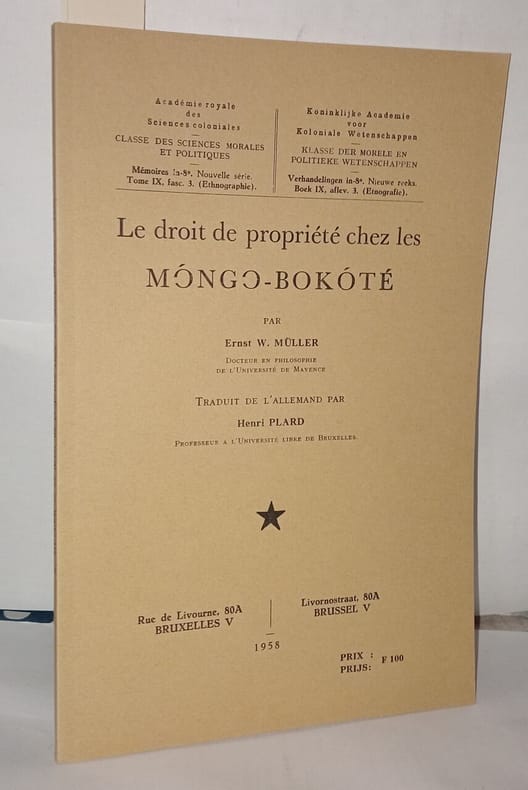 Académie royale
des
Sciences coloniales
CLASSE DES SCIENCES MORALES
ET POLITIQUES
Mémoires in-8°. Nouvelle série.
Tome IX, fasc. 3. (Ethnographie).
Koninklijke Academie
voor
Koloniale Wetenschappen
KLASSE DER MORELE EN
POLITIEKE WETENSCHAPPEN
Verhandelingen in-8°. Nieuwe reeks.
Boek IX, aflev. 3. (Etnografie).
Le droit de propriété chez les
MƆ́NGƆ-BOKÓTÉ
PAR
Ernst W. MÜLLER
DOCTEUR EN PHILOSOPHIE
DE L'UNIVERSITÉ DE MAYENCE
TRADUIT DE L'ALLEMAND PAR
Henri PLARD
PROFESSEUR A L'UNIVERSITÉ LIBRE DE BRUXELLES.
Rue de Livourne, 80A
BRUXELLES V
Livornostraat, 80A
BRUSSEL V
1958
PRIX : F 100
PRIJS: